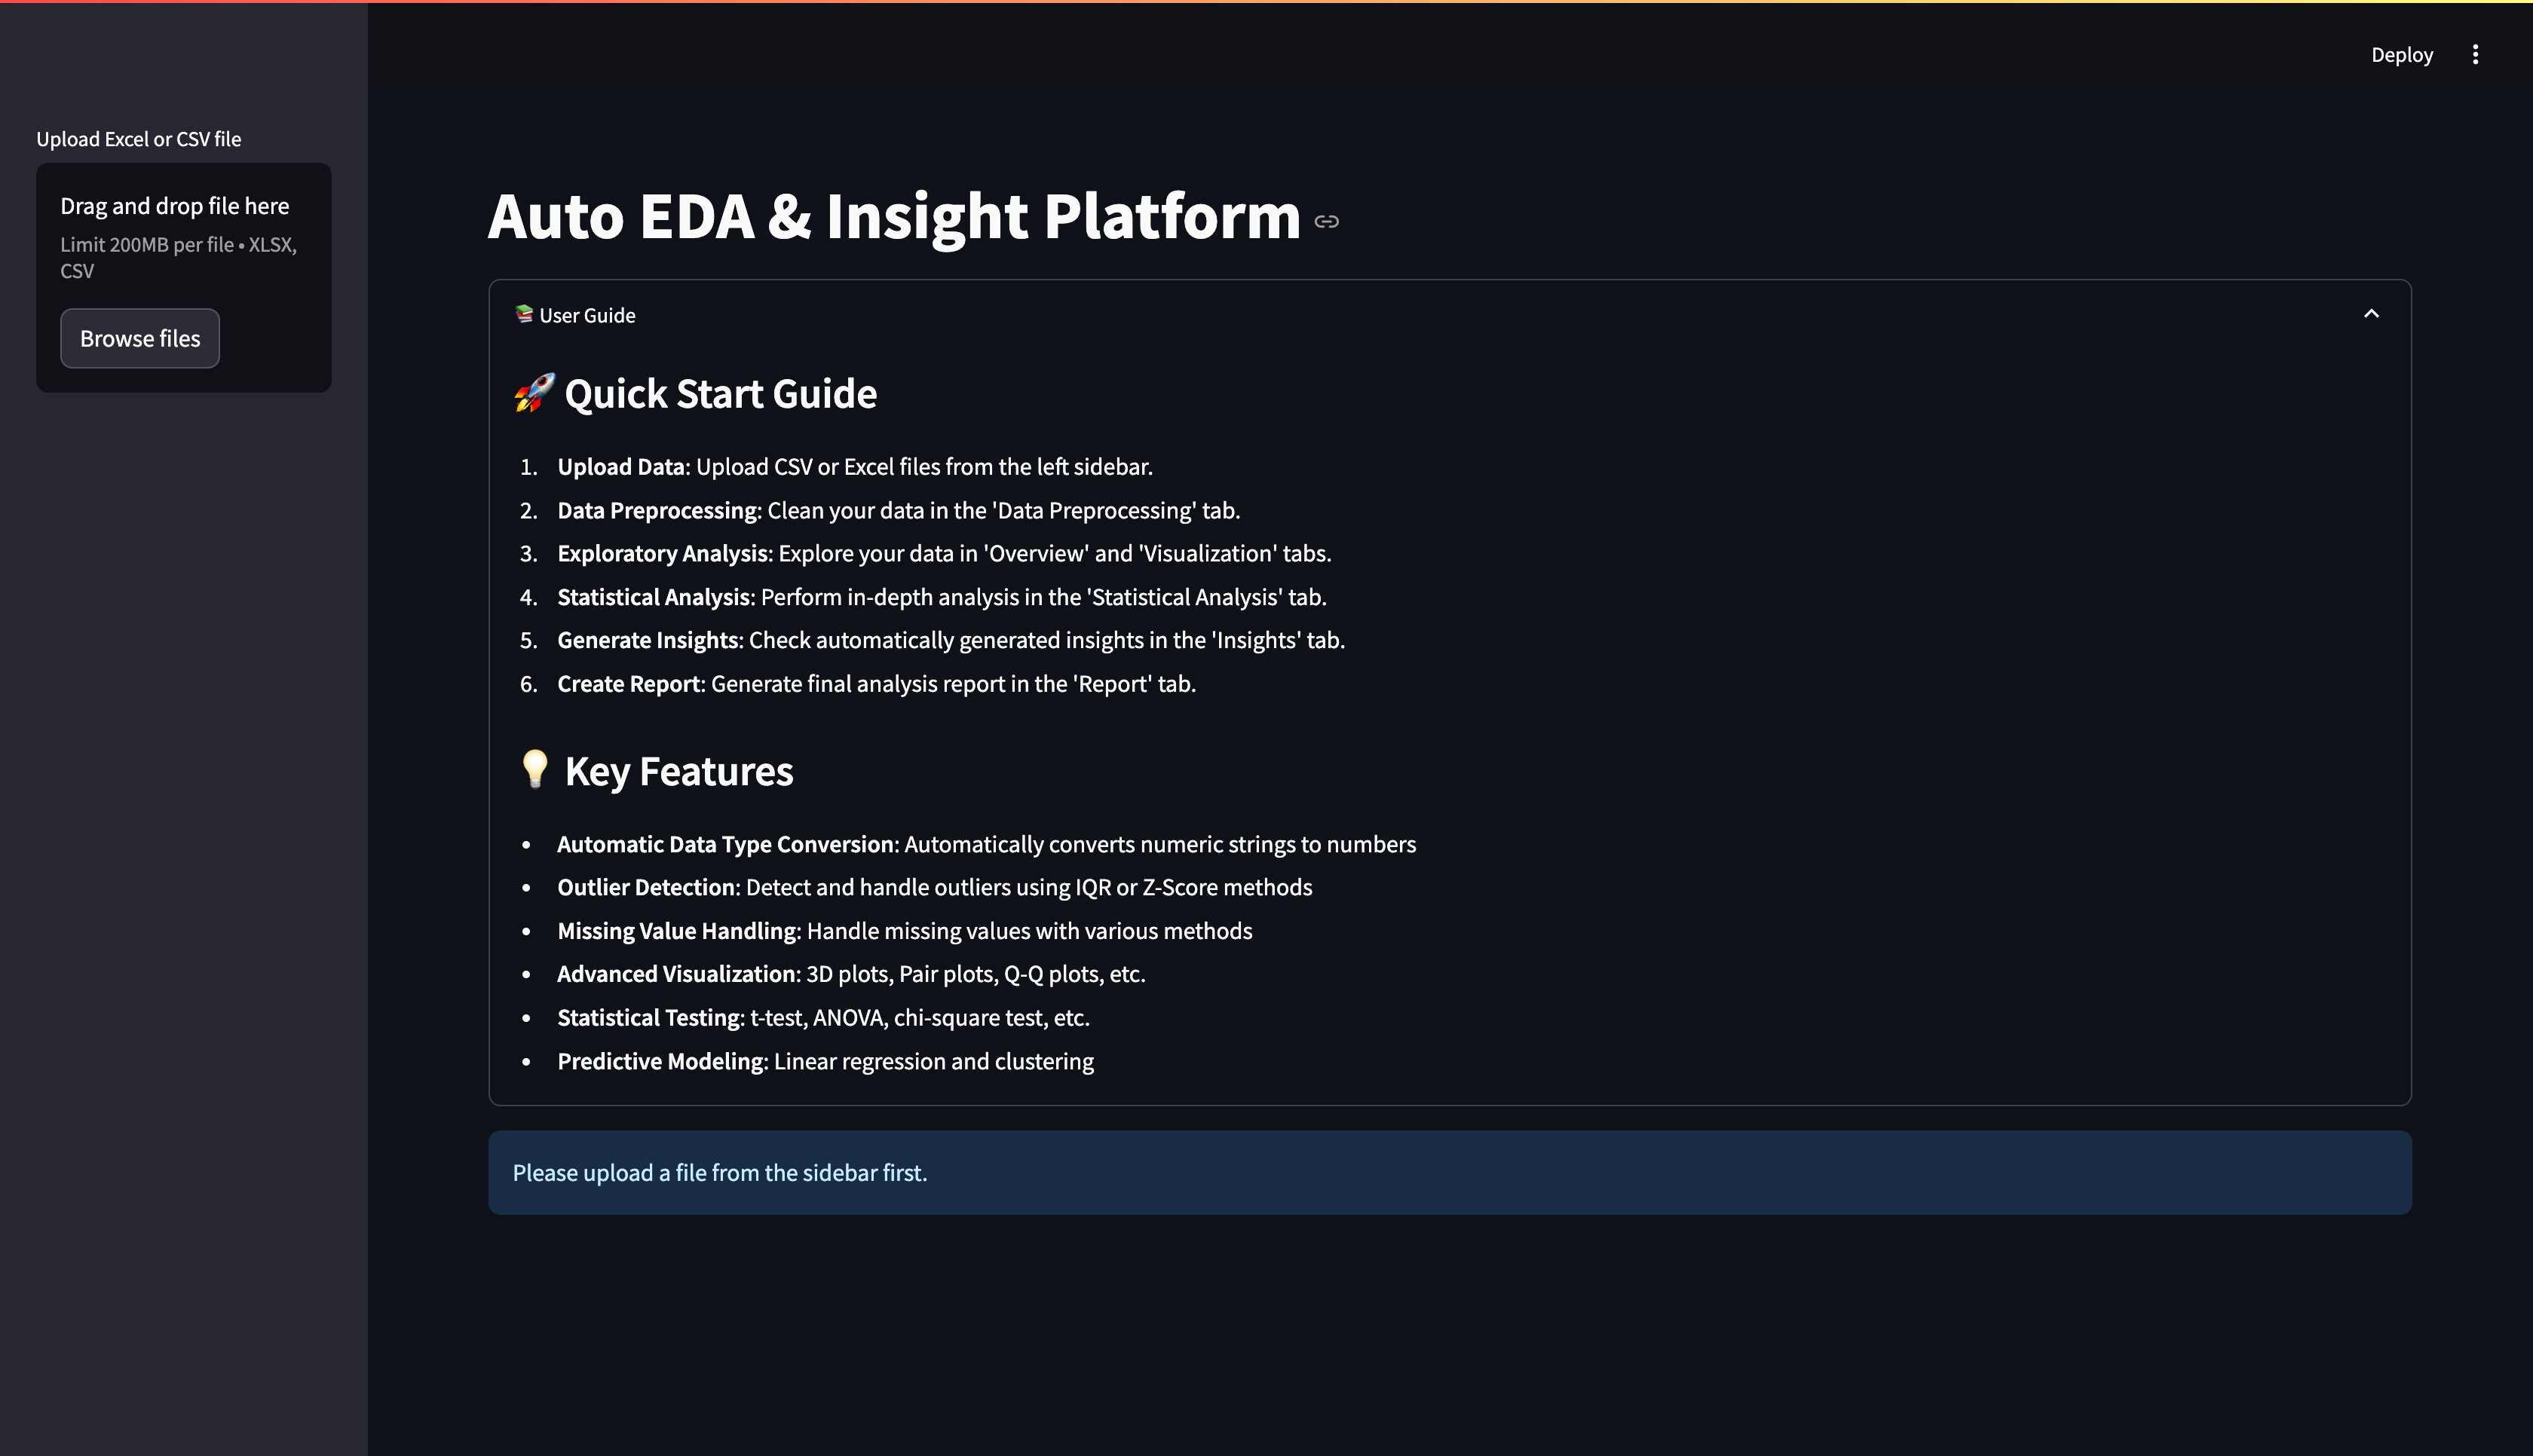 Deploy
Upload Excel or CSV file
Drag and drop file here
Limit 200MB per file • XLSX,
CSV
Browse files
Auto EDA & Insight Platform
📚 User Guide
🚀 Quick Start Guide
1. Upload Data: Upload CSV or Excel files from the left sidebar.
2. Data Preprocessing: Clean your data in the 'Data Preprocessing' tab.
3. Exploratory Analysis: Explore your data in 'Overview' and 'Visualization' tabs.
4. Statistical Analysis: Perform in-depth analysis in the 'Statistical Analysis' tab.
5. Generate Insights: Check automatically generated insights in the 'Insights' tab.
6. Create Report: Generate final analysis report in the 'Report' tab.
💡 Key Features
• Automatic Data Type Conversion: Automatically converts numeric strings to numbers
• Outlier Detection: Detect and handle outliers using IQR or Z-Score methods
• Missing Value Handling: Handle missing values with various methods
• Advanced Visualization: 3D plots, Pair plots, Q-Q plots, etc.
• Statistical Testing: t-test, ANOVA, chi-square test, etc.
• Predictive Modeling: Linear regression and clustering
Please upload a file from the sidebar first.